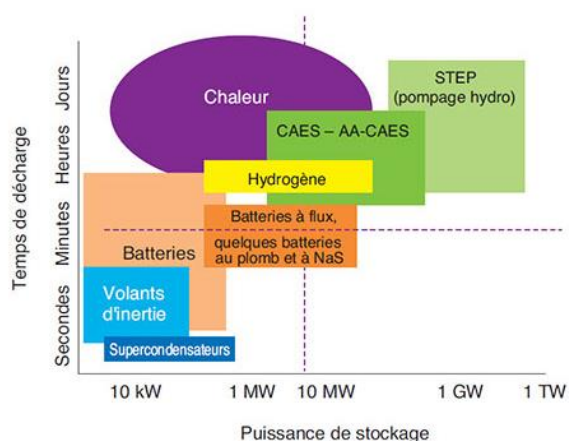 Temps de décharge
Jours
Heures
Minutes
Secondes
Chaleur
STEP
(pompage hydro)
CAES – AA-CAES
Hydrogène
Batteries à flux,
quelques batteries
au plomb et à NaS
Batteries
Volants
d'inertie
Supercondensateurs
10 kW
1 MW
10 MW
1 GW
1 TW
Puissance de stockage